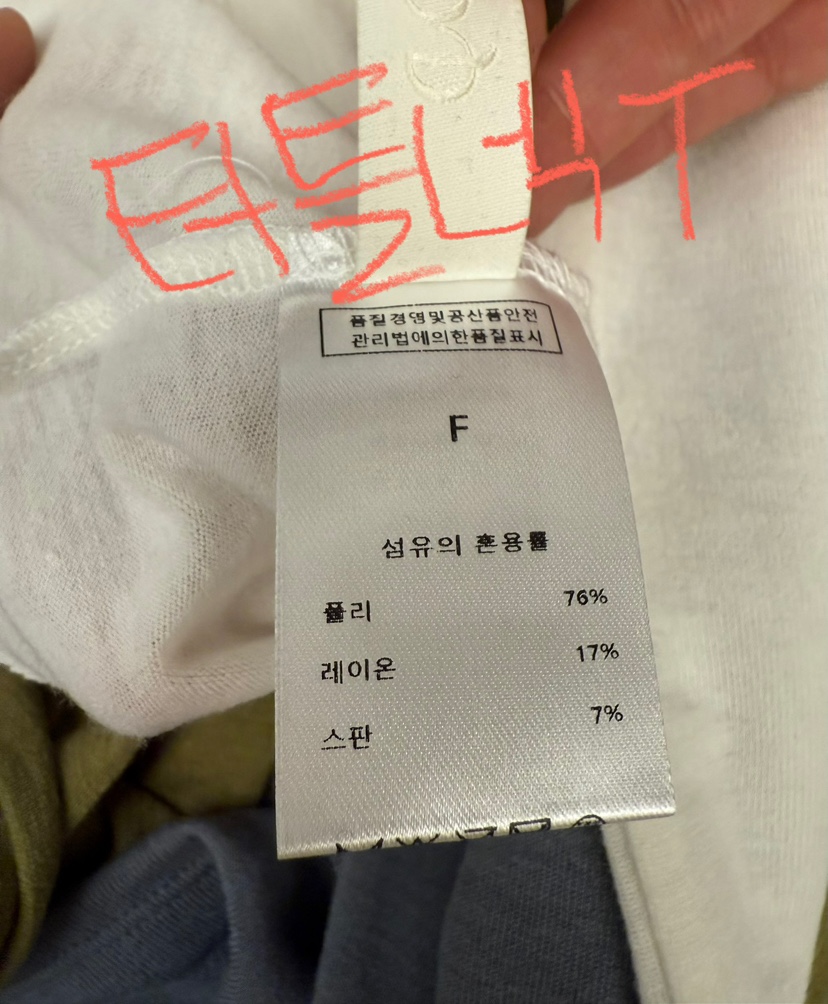 터틀넥T
품질경영및공산품안전
관리법에의한품질표시
F
섬유의 혼용률
폴리 76%
레이온 17%
스판 7%